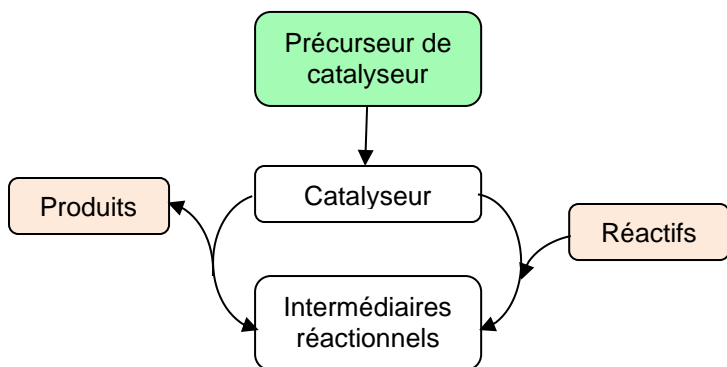 Précurseur de
catalyseur
Catalyseur
Produits
Réactifs
Intermédiaires
réactionnels